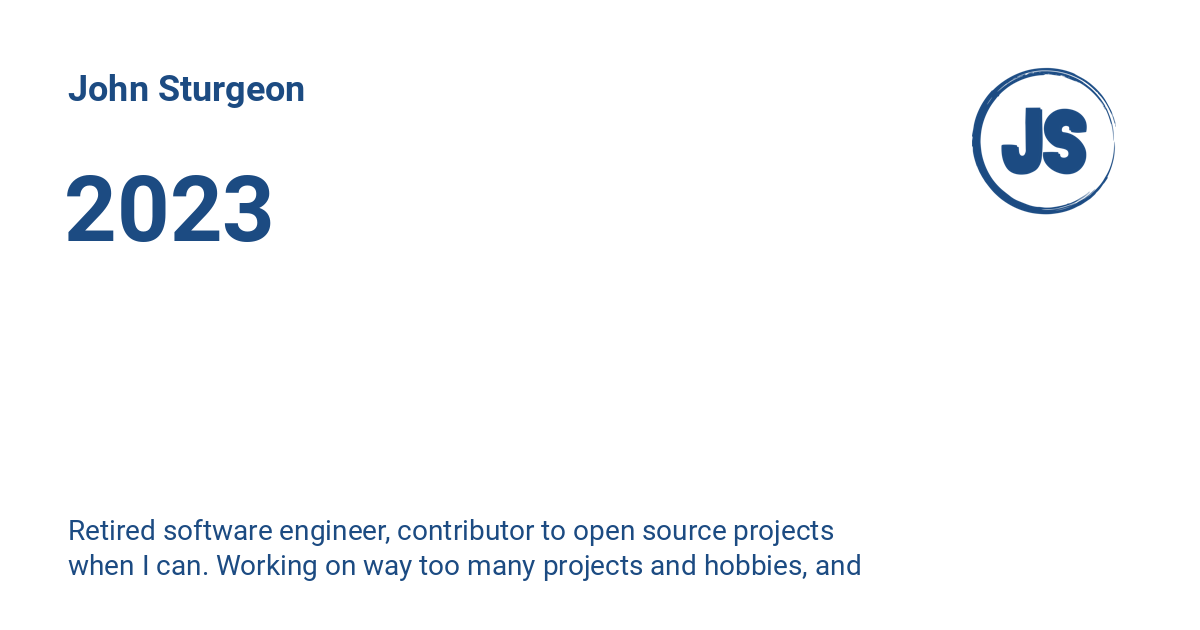 John Sturgeon
JS
2023
Retired software engineer, contributor to open source projects
when I can. Working on way too many projects and hobbies, and